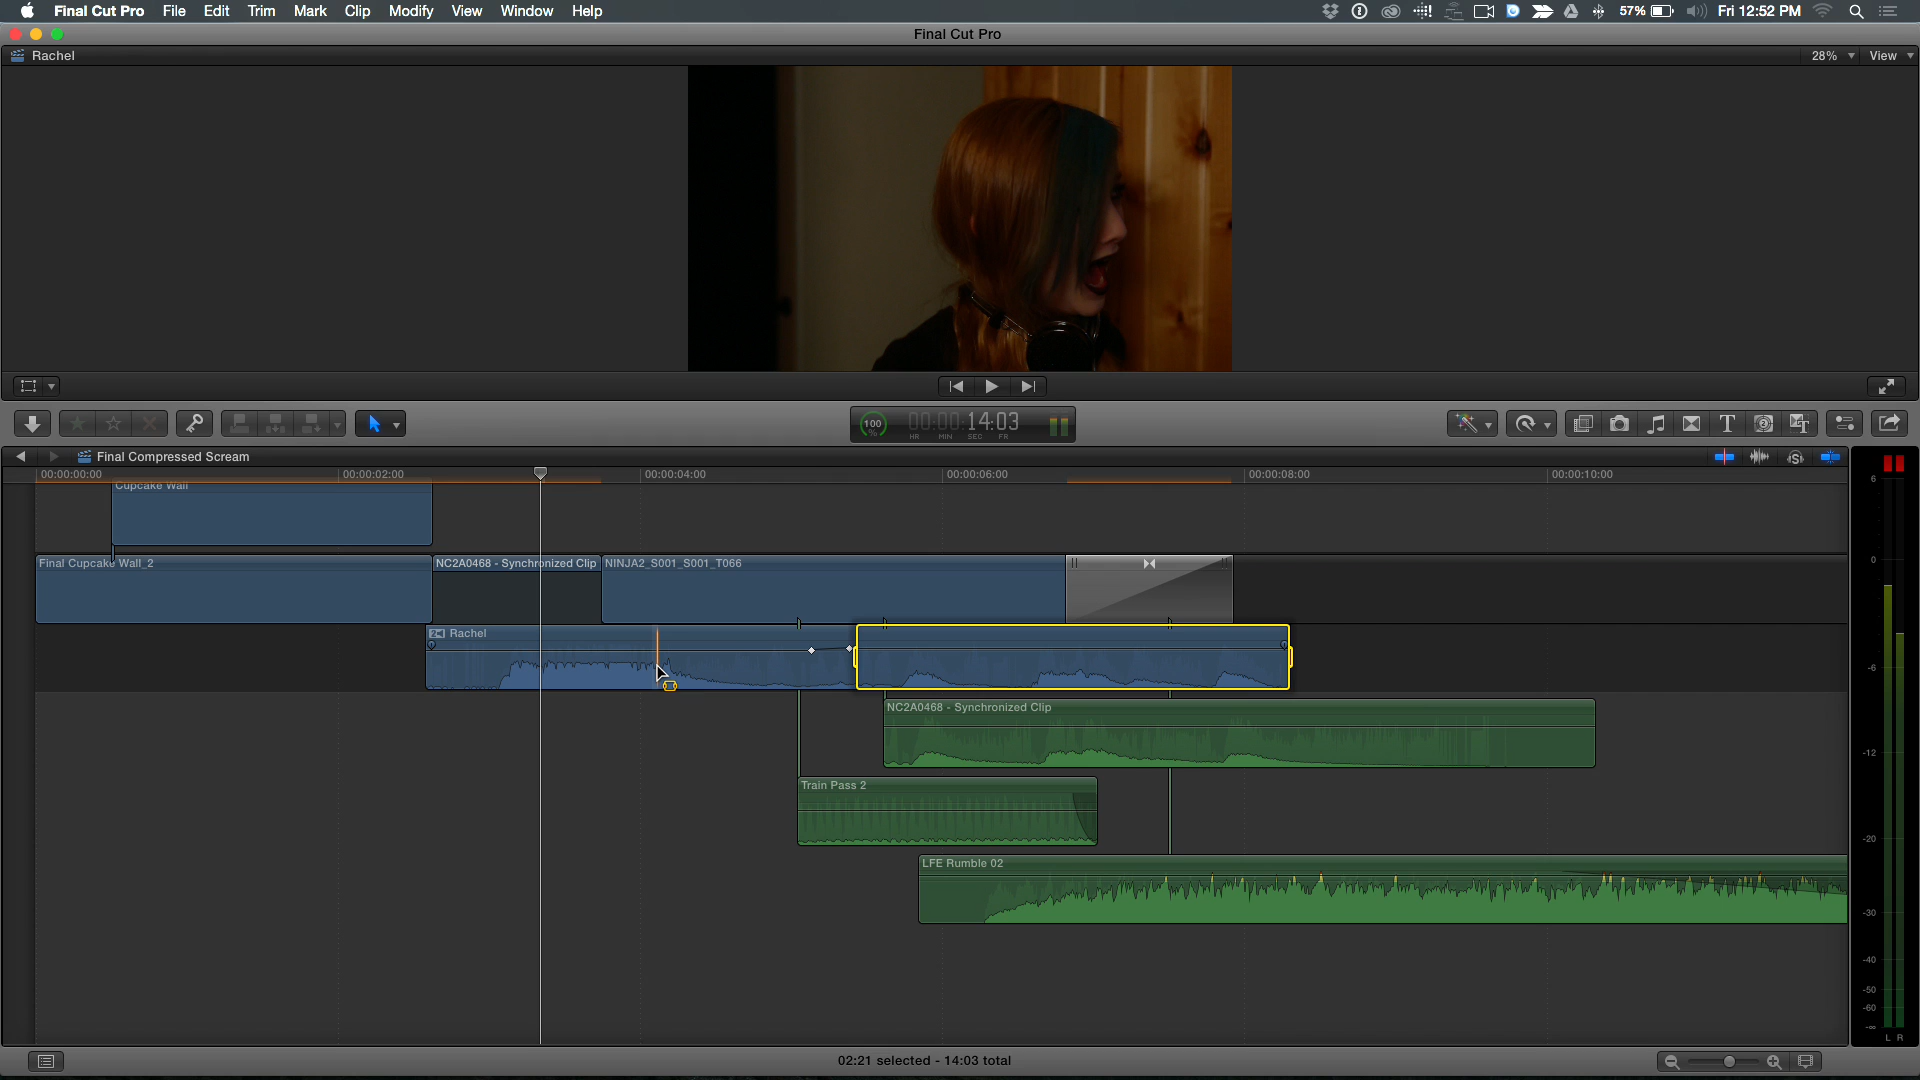 Final Cut Pro File Edit Trim Mark Clip Modify View Window Help 57% Fri 12:52 PM
Final Cut Pro
Rachel 28% View
100 % 00:00:00:14:03
HR MIN SEC FR
Final Compressed Scream
00:00:00:00 00:00:02:00 00:00:04:00 00:00:06:00 00:00:08:00 00:00:10:00
Cupcake Wall
Final Cupcake Wall_2 NC2A0468 - Synchronized Clip NINJA2_S001_S001_T066
Rachel
NC2A0468 - Synchronized Clip
Train Pass 2
LFE Rumble 02
6
0
-6
-12
-20
-30
-40
-50
-60
-∞
L R
02:21 selected - 14:03 total